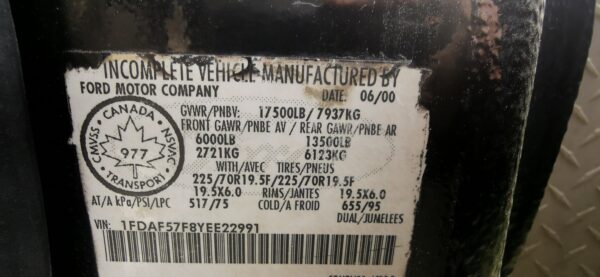 INCOMPLETE VEHICLE MANUFACTURED BY
FORD MOTOR COMPANY
DATE: 06/00
GVWR/PNBV: 17500LB / 7937KG
FRONT GAWR/PNBE AV / REAR GAWR/PNBE AR
6000LB 13500LB
2721KG 6123KG
WITH/AVEC TIRES/PNEUS
225/70R19.5F/225/70R19.5F
19.5X6.0 RINS/JANTES 19.5X6.0
AT/A kPa/PSI/LPC 517/75 COLD/A FROID 655/95
DUAL/JUMELEES
VIN: 1FDAF57F8YEE22991
CANADA
CMVSS
NSVAC
977
TRANSPORT